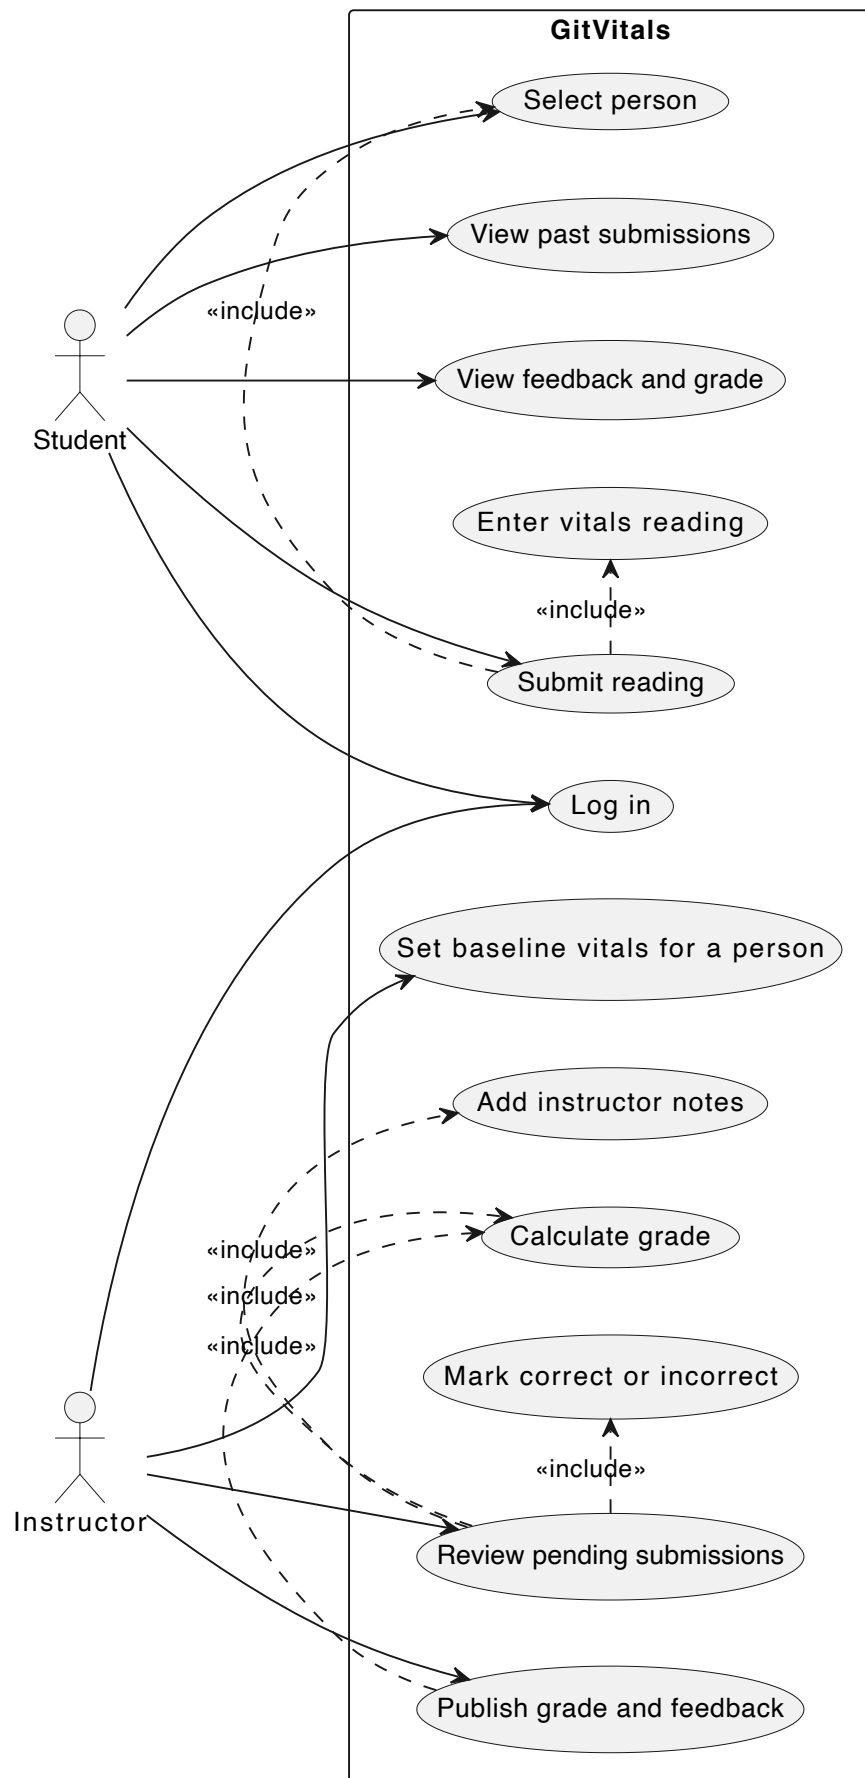 GitVitals
Select person
View past submissions
«include»
View feedback and grade
Student
Enter vitals reading
«include»
Submit reading
Log in
Set baseline vitals for a person
Add instructor notes
Calculate grade
«include»
«include»
«include»
Mark correct or incorrect
«include»
Instructor
Review pending submissions
Publish grade and feedback